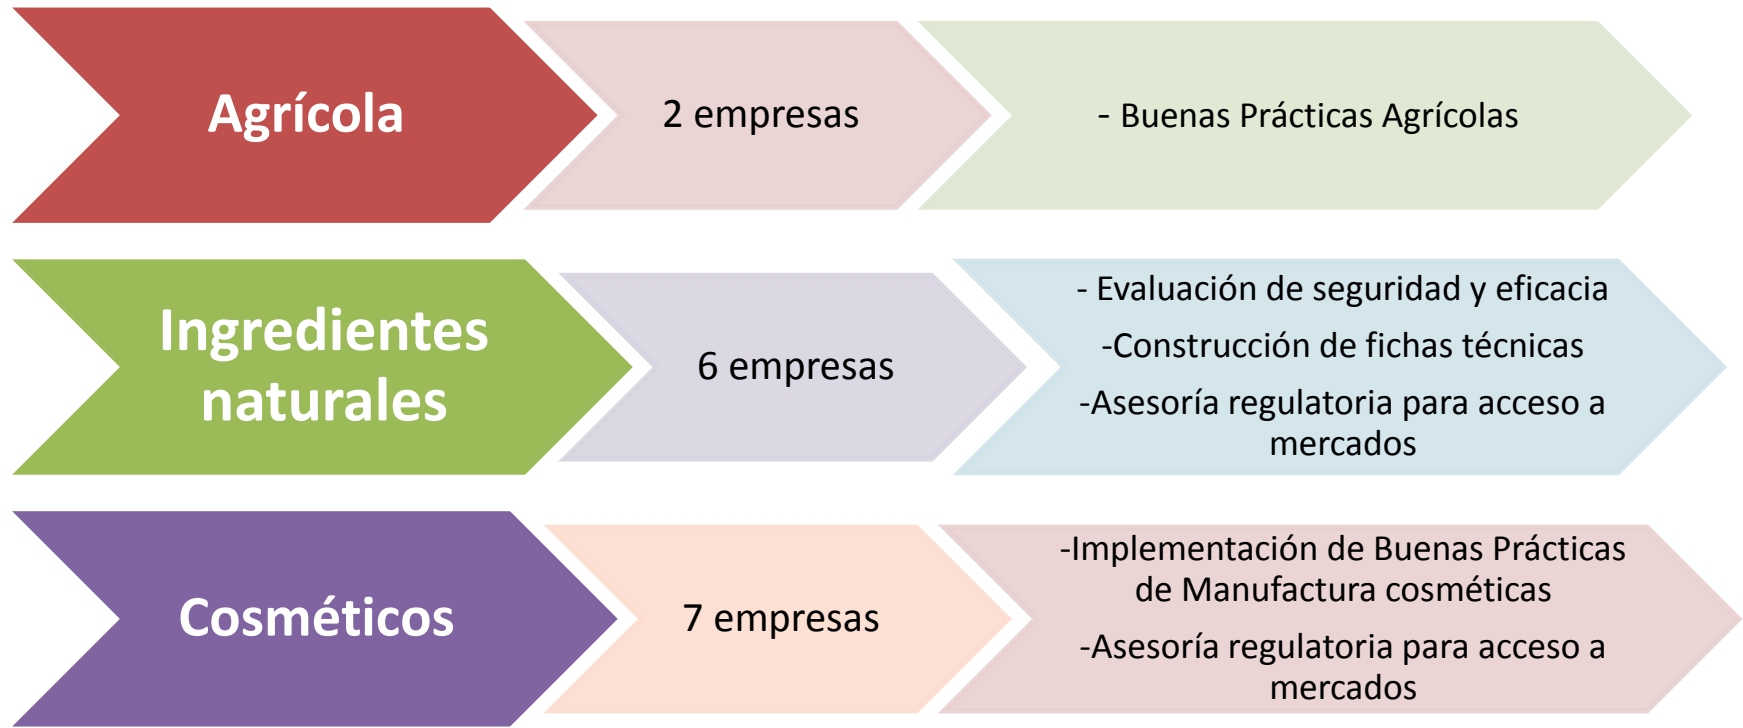 Agrícola
2 empresas
- Buenas Prácticas Agrícolas
Ingredientes
naturales
6 empresas
- Evaluación de seguridad y eficacia
-Construcción de fichas técnicas
-Asesoría regulatoria para acceso a
mercados
Cosméticos
7 empresas
-Implementación de Buenas Prácticas
de Manufactura cosméticas
-Asesoría regulatoria para acceso a
mercados